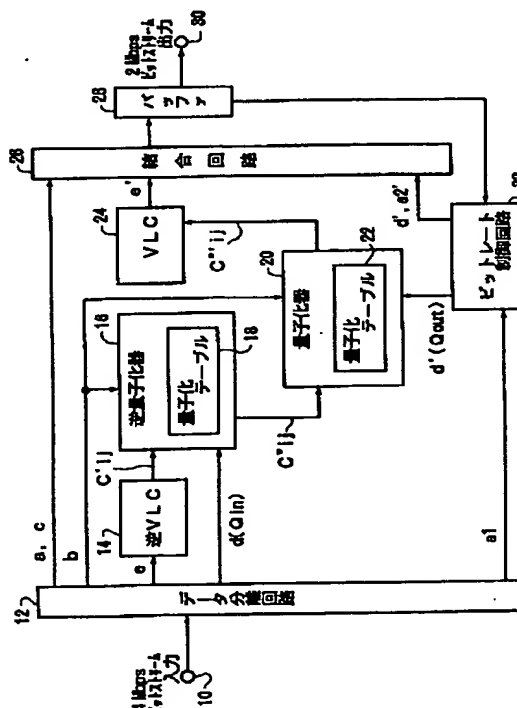 Mbps
ビットストリーム
入力
10
12
データ分離回路
a, c
b
e
14
逆VLC
C'ij
d(Qin)
a1
16
逆量子化器
18
量子化
テーブル
C"ij
20
量子化器
22
量子化
テーブル
d'(Qout)
24
VLC
C"'ij
e'
26
結合回路
d', a2'
ビットレート
制御回路
28
バッファ
2 Mbps
ビットストリーム
出力
30